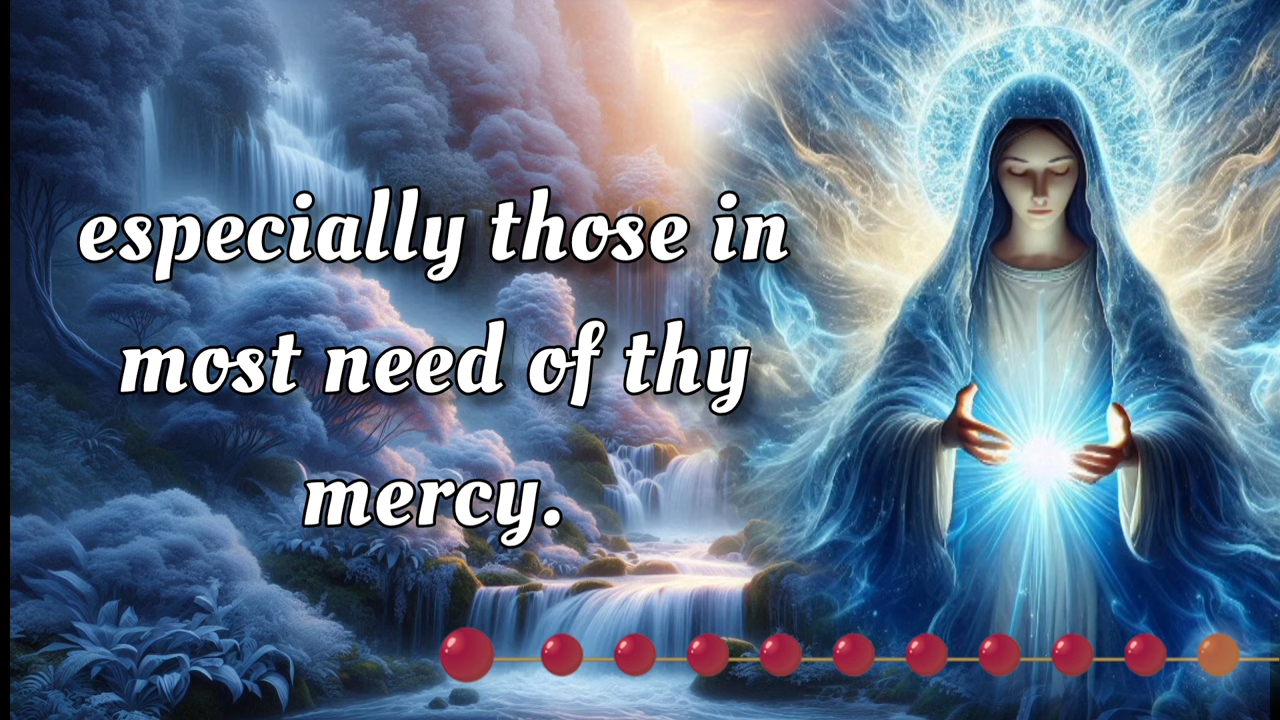 especially those in
most need of thy
mercy.